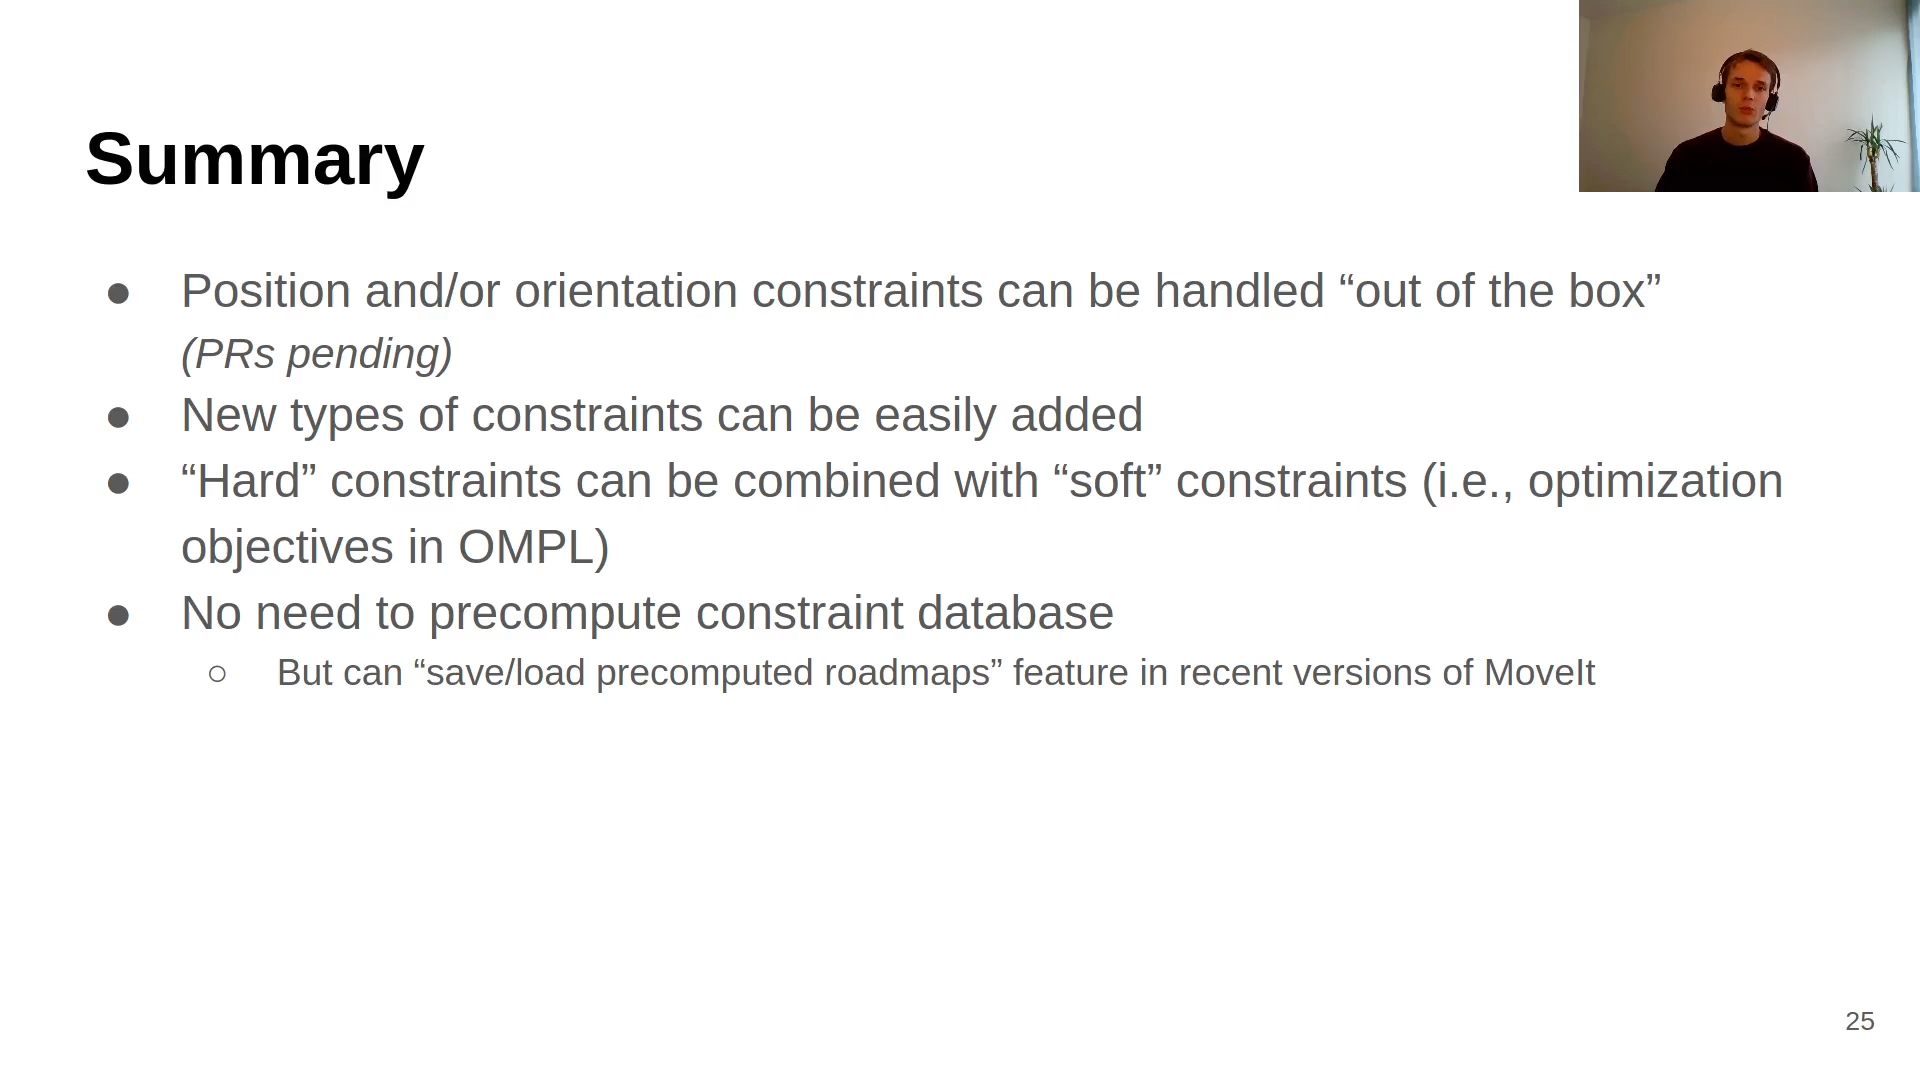 Summary
● Position and/or orientation constraints can be handled “out of the box”
(PRs pending)
● New types of constraints can be easily added
● “Hard” constraints can be combined with “soft” constraints (i.e., optimization
objectives in OMPL)
● No need to precompute constraint database
○ But can “save/load precomputed roadmaps” feature in recent versions of MoveIt
25